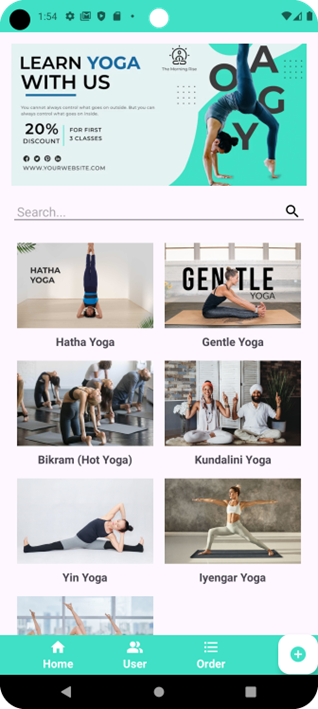 1:54
LEARN YOGA
WITH US
The Morning Rise
You cannot always control what goes on outside. But you can
always control what goes on inside.
20%
DISCOUNT
FOR FIRST
3 CLASSES
WWW.YOURWEBSITE.COM
YOGA
Search...
HATHA
YOGA
Hatha Yoga
GENTLE
YOGA
Gentle Yoga
Bikram (Hot Yoga)
Kundalini Yoga
Yin Yoga
Iyengar Yoga
Home
User
Order